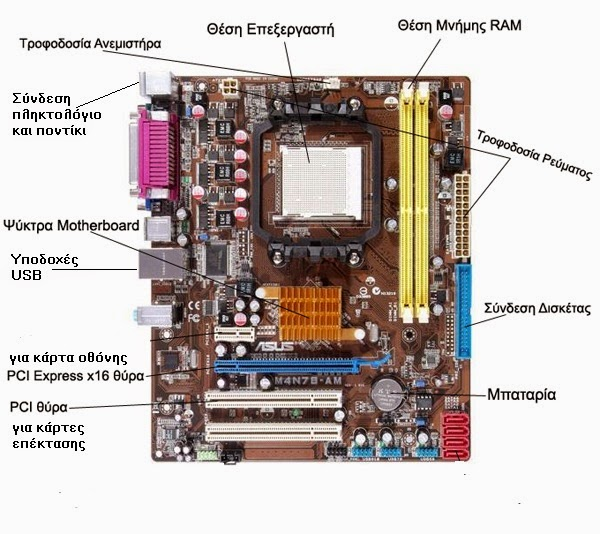 Θέση Επεξεργαστή
Θέση Μνήμης RAM
Τροφοδοσία Ανεμιστήρα
Σύνδεση
πληκτολόγιο
και ποντίκι
Τροφοδοσία Ρεύματος
Ψύκτρα Motherboard
Υποδοχές
USB
Σύνδεση Δισκέτας
ASUS
για κάρτα οθόνης
PCI Express x16 θύρα
M4N78-AM
Μπαταρία
PCI θύρα
για κάρτες
επέκτασης